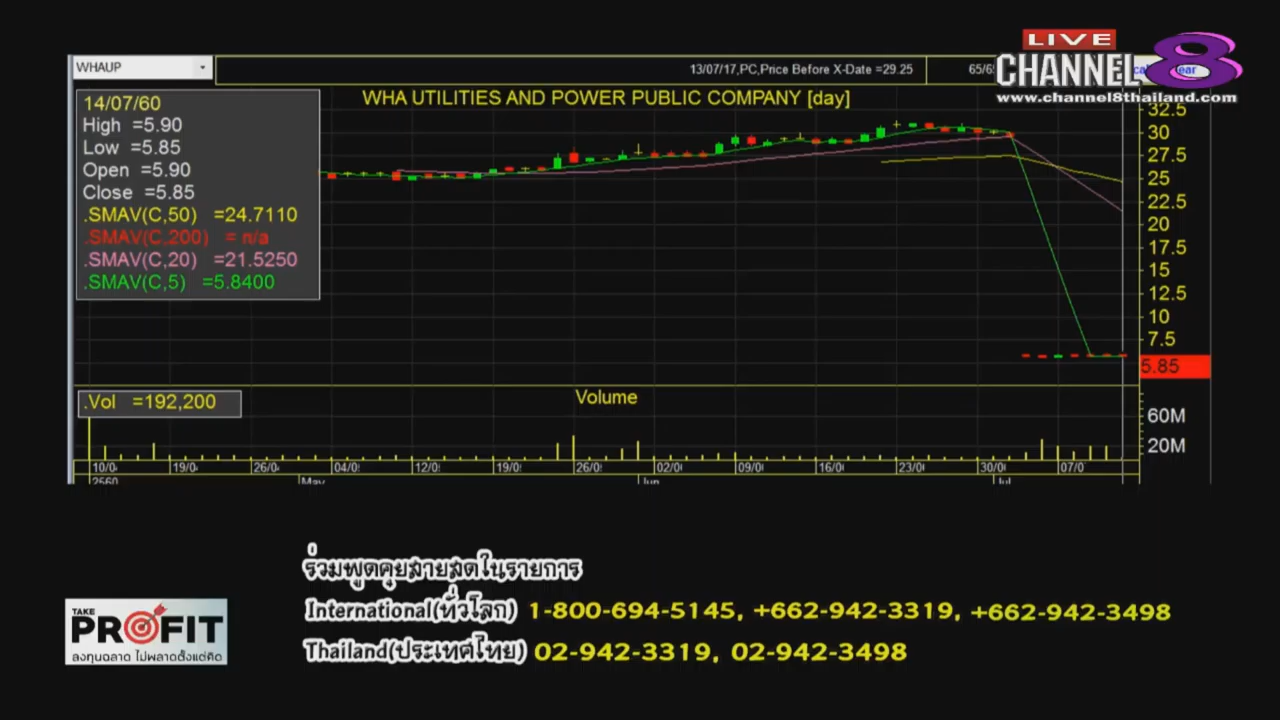 LIVE
CHANNEL 8
www.channel8thailand.com
WHAUP
13/07/17,PC,Price Before X-Date =29.25
WHA UTILITIES AND POWER PUBLIC COMPANY [day]
14/07/60
High =5.90
Low =5.85
Open =5.90
Close =5.85
.SMAV(C,50) =24.7110
.SMAV(C,200) = n/a
.SMAV(C,20) =21.5250
.SMAV(C,5) =5.8400
32.5
30
27.5
25
22.5
20
17.5
15
12.5
10
7.5
5.85
.Vol =192,200
Volume
60M
20M
10/0 19/0 26/0 04/0 12/0 19/0 26/0 02/0 09/0 16/0 23/0 30/0 07/0
2560 May Jun Jul
ร่วมพูดคุยสายสดในรายการ
International(ทั่วโลก) 1-800-694-5145, +662-942-3319, +662-942-3498
Thailand(ประเทศไทย) 02-942-3319, 02-942-3498
TAKE
PROFIT
ลงทุนฉลาด ไม่พลาดตั้งแต่คิด